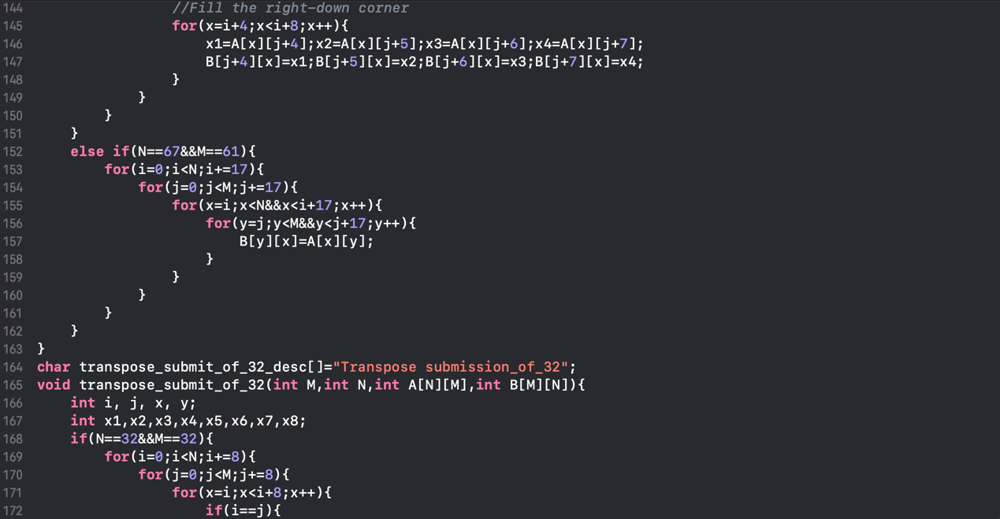 144 //Fill the right-down corner
145 for(x=i+4;x<i+8;x++){
146 x1=A[x][j+4];x2=A[x][j+5];x3=A[x][j+6];x4=A[x][j+7];
147 B[j+4][x]=x1;B[j+5][x]=x2;B[j+6][x]=x3;B[j+7][x]=x4;
148 }
149 }
150 }
151 }
152 else if(N==67&&M==61){
153 for(i=0;i<N;i+=17){
154 for(j=0;j<M;j+=17){
155 for(x=i;x<N&&x<i+17;x++){
156 for(y=j;y<M&&y<j+17;y++){
157 B[y][x]=A[x][y];
158 }
159 }
160 }
161 }
162 }
163 }
164 char transpose_submit_of_32_desc[]="Transpose submission_of_32";
165 void transpose_submit_of_32(int M,int N,int A[N][M],int B[M][N]){
166 int i, j, x, y;
167 int x1,x2,x3,x4,x5,x6,x7,x8;
168 if(N==32&&M==32){
169 for(i=0;i<N;i+=8){
170 for(j=0;j<M;j+=8){
171 for(x=i;x<i+8;x++){
172 if(i==j){